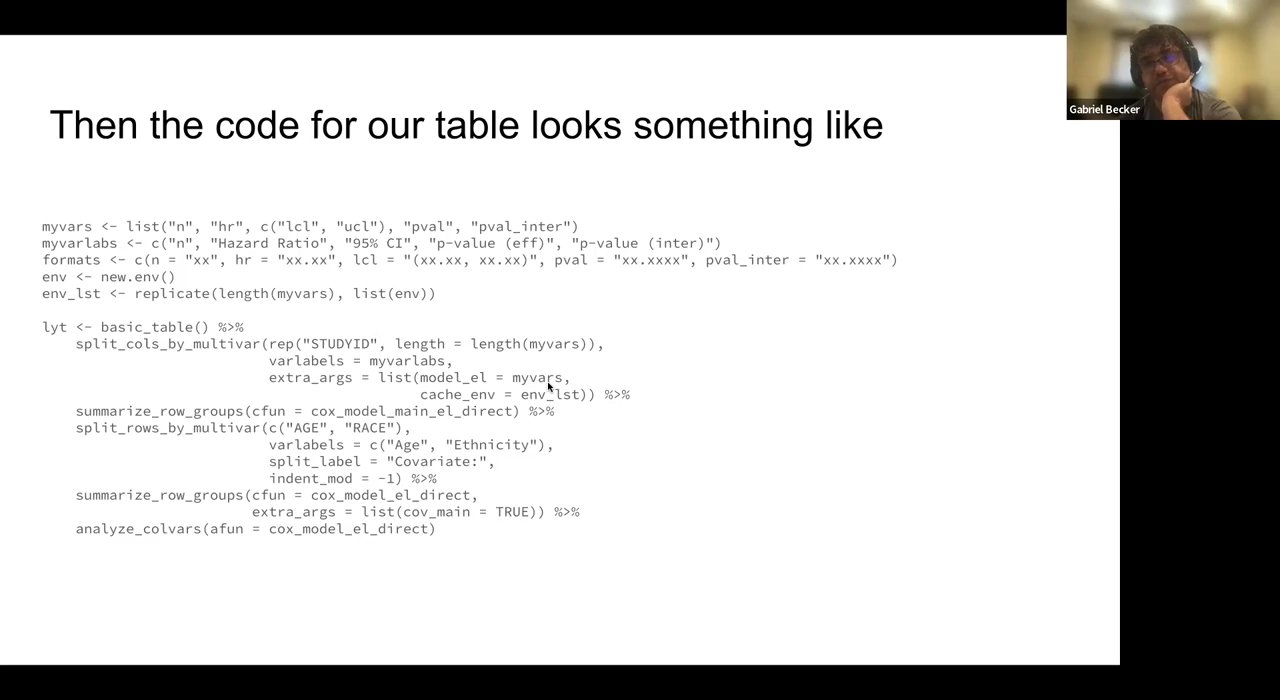 Then the code for our table looks something like
myvars <- list("n", "hr", c("lcl", "ucl"), "pval", "pval_inter")
myvarlabs <- c("n", "Hazard Ratio", "95% CI", "p-value (eff)", "p-value (inter)")
formats <- c(n = "xx", hr = "xx.xx", lcl = "(xx.xx, xx.xx)", pval = "xx.xxxx", pval_inter = "xx.xxxx")
env <- new.env()
env_lst <- replicate(length(myvars), list(env))
lyt <- basic_table() %>%
split_cols_by_multivar(rep("STUDYID", length = length(myvars)),
varlabels = myvarlabs,
extra_args = list(model_el = myvars,
cache_env = env_lst)) %>%
summarize_row_groups(cfun = cox_model_main_el_direct) %>%
split_rows_by_multivar(c("AGE", "RACE"),
varlabels = c("Age", "Ethnicity"),
split_label = "Covariate:",
indent_mod = -1) %>%
summarize_row_groups(cfun = cox_model_el_direct,
extra_args = list(cov_main = TRUE)) %>%
analyze_colvars(afun = cox_model_el_direct)
Gabriel Becker